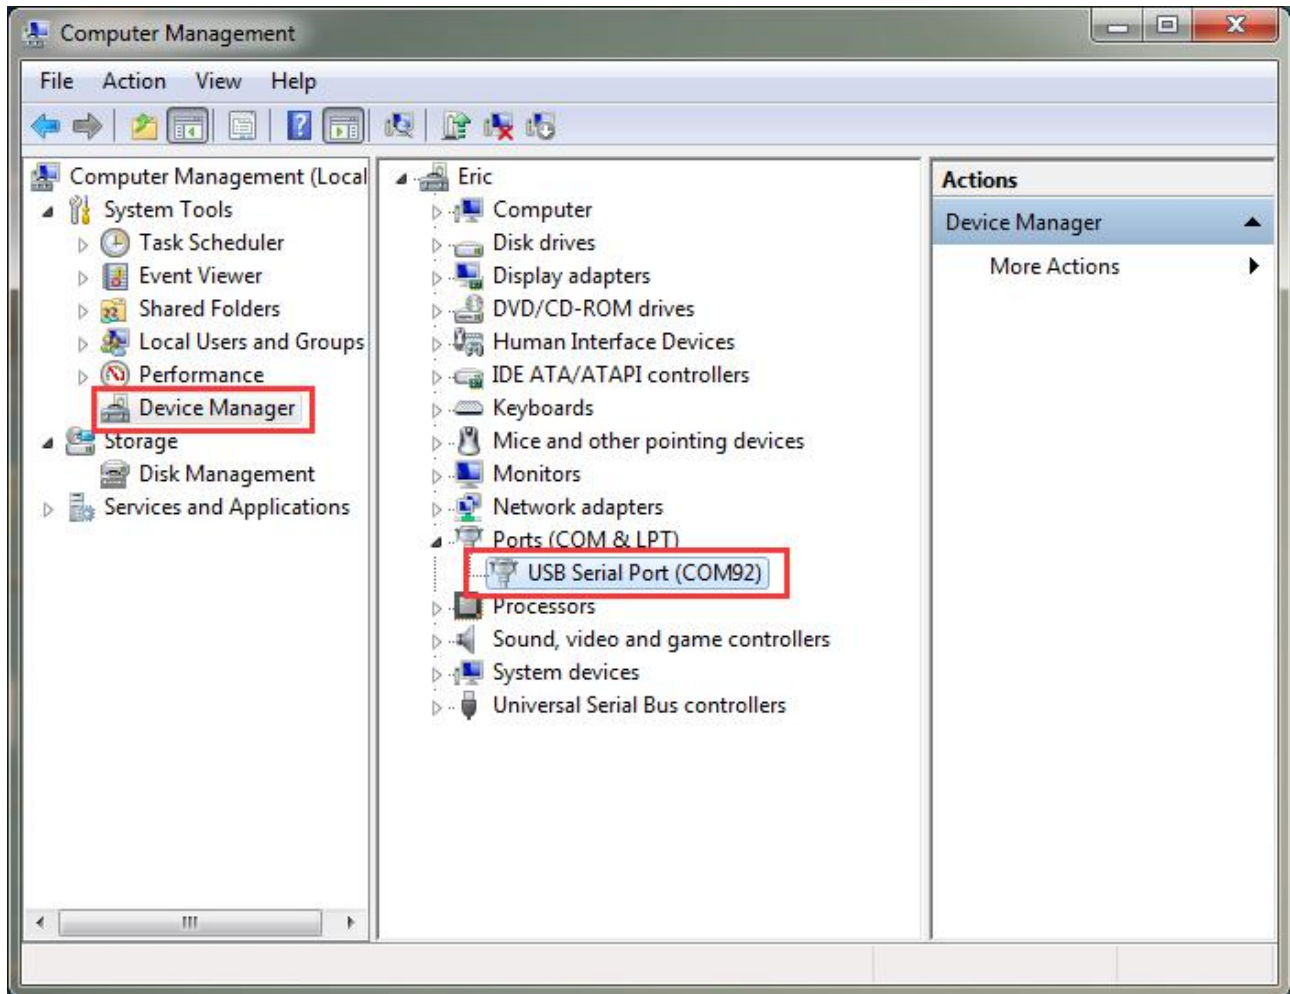 Computer Management
File Action View Help
Computer Management (Local
System Tools
Task Scheduler
Event Viewer
Shared Folders
Local Users and Groups
Performance
Device Manager
Storage
Disk Management
Services and Applications
Eric
Computer
Disk drives
Display adapters
DVD/CD-ROM drives
Human Interface Devices
IDE ATA/ATAPI controllers
Keyboards
Mice and other pointing devices
Monitors
Network adapters
Ports (COM & LPT)
USB Serial Port (COM92)
Processors
Sound, video and game controllers
System devices
Universal Serial Bus controllers
Actions
Device Manager
More Actions